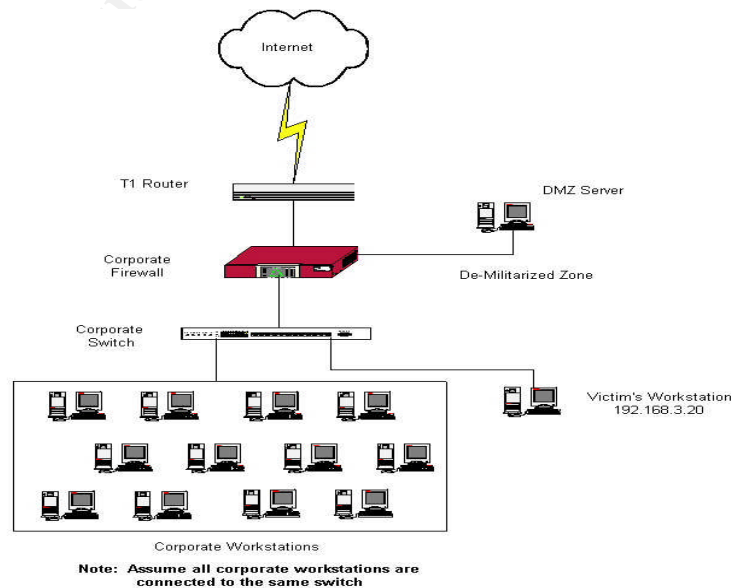 Internet
T1 Router
DMZ Server
Corporate
Firewall
De-Militarized Zone
Corporate
Switch
Victim's Workstation
192.168.3.20
Corporate Workstations
Note: Assume all corporate workstations are
connected to the same switch